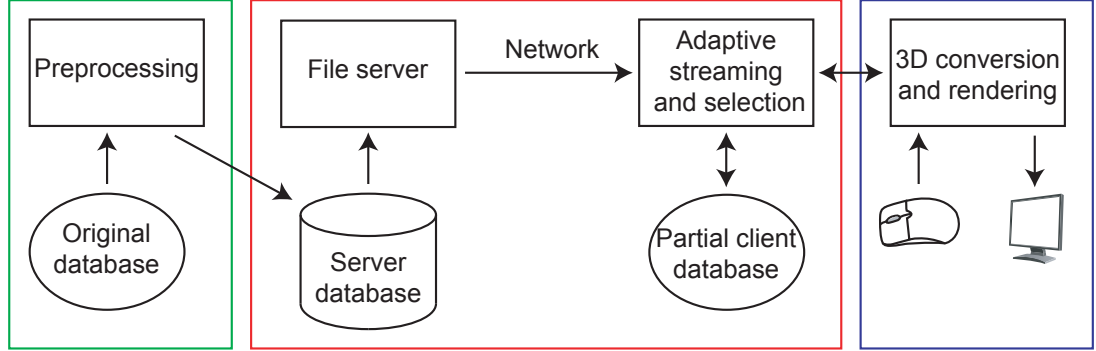 Preprocessing
Original
database
File server
Network
Server
database
Adaptive
streaming
and selection
Partial client
database
3D conversion
and rendering